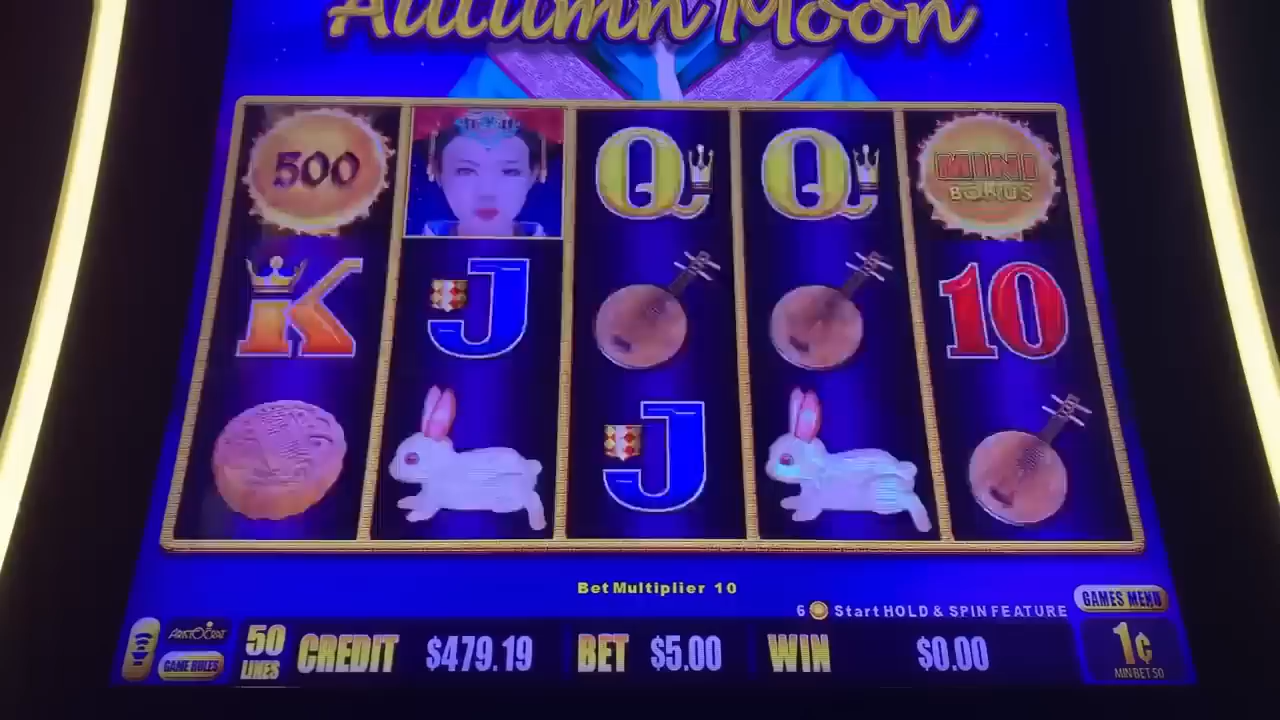 Autumn Moon
500
Q
Q
MINI
BONUS
K
J
10
J
Bet Multiplier 10
6 Start HOLD & SPIN FEATURE
GAMES MENU
ARISTOCRAT
GAME RULES
50
LINES
CREDIT $479.19
BET $5.00
WIN $0.00
1¢
MIN BET 50